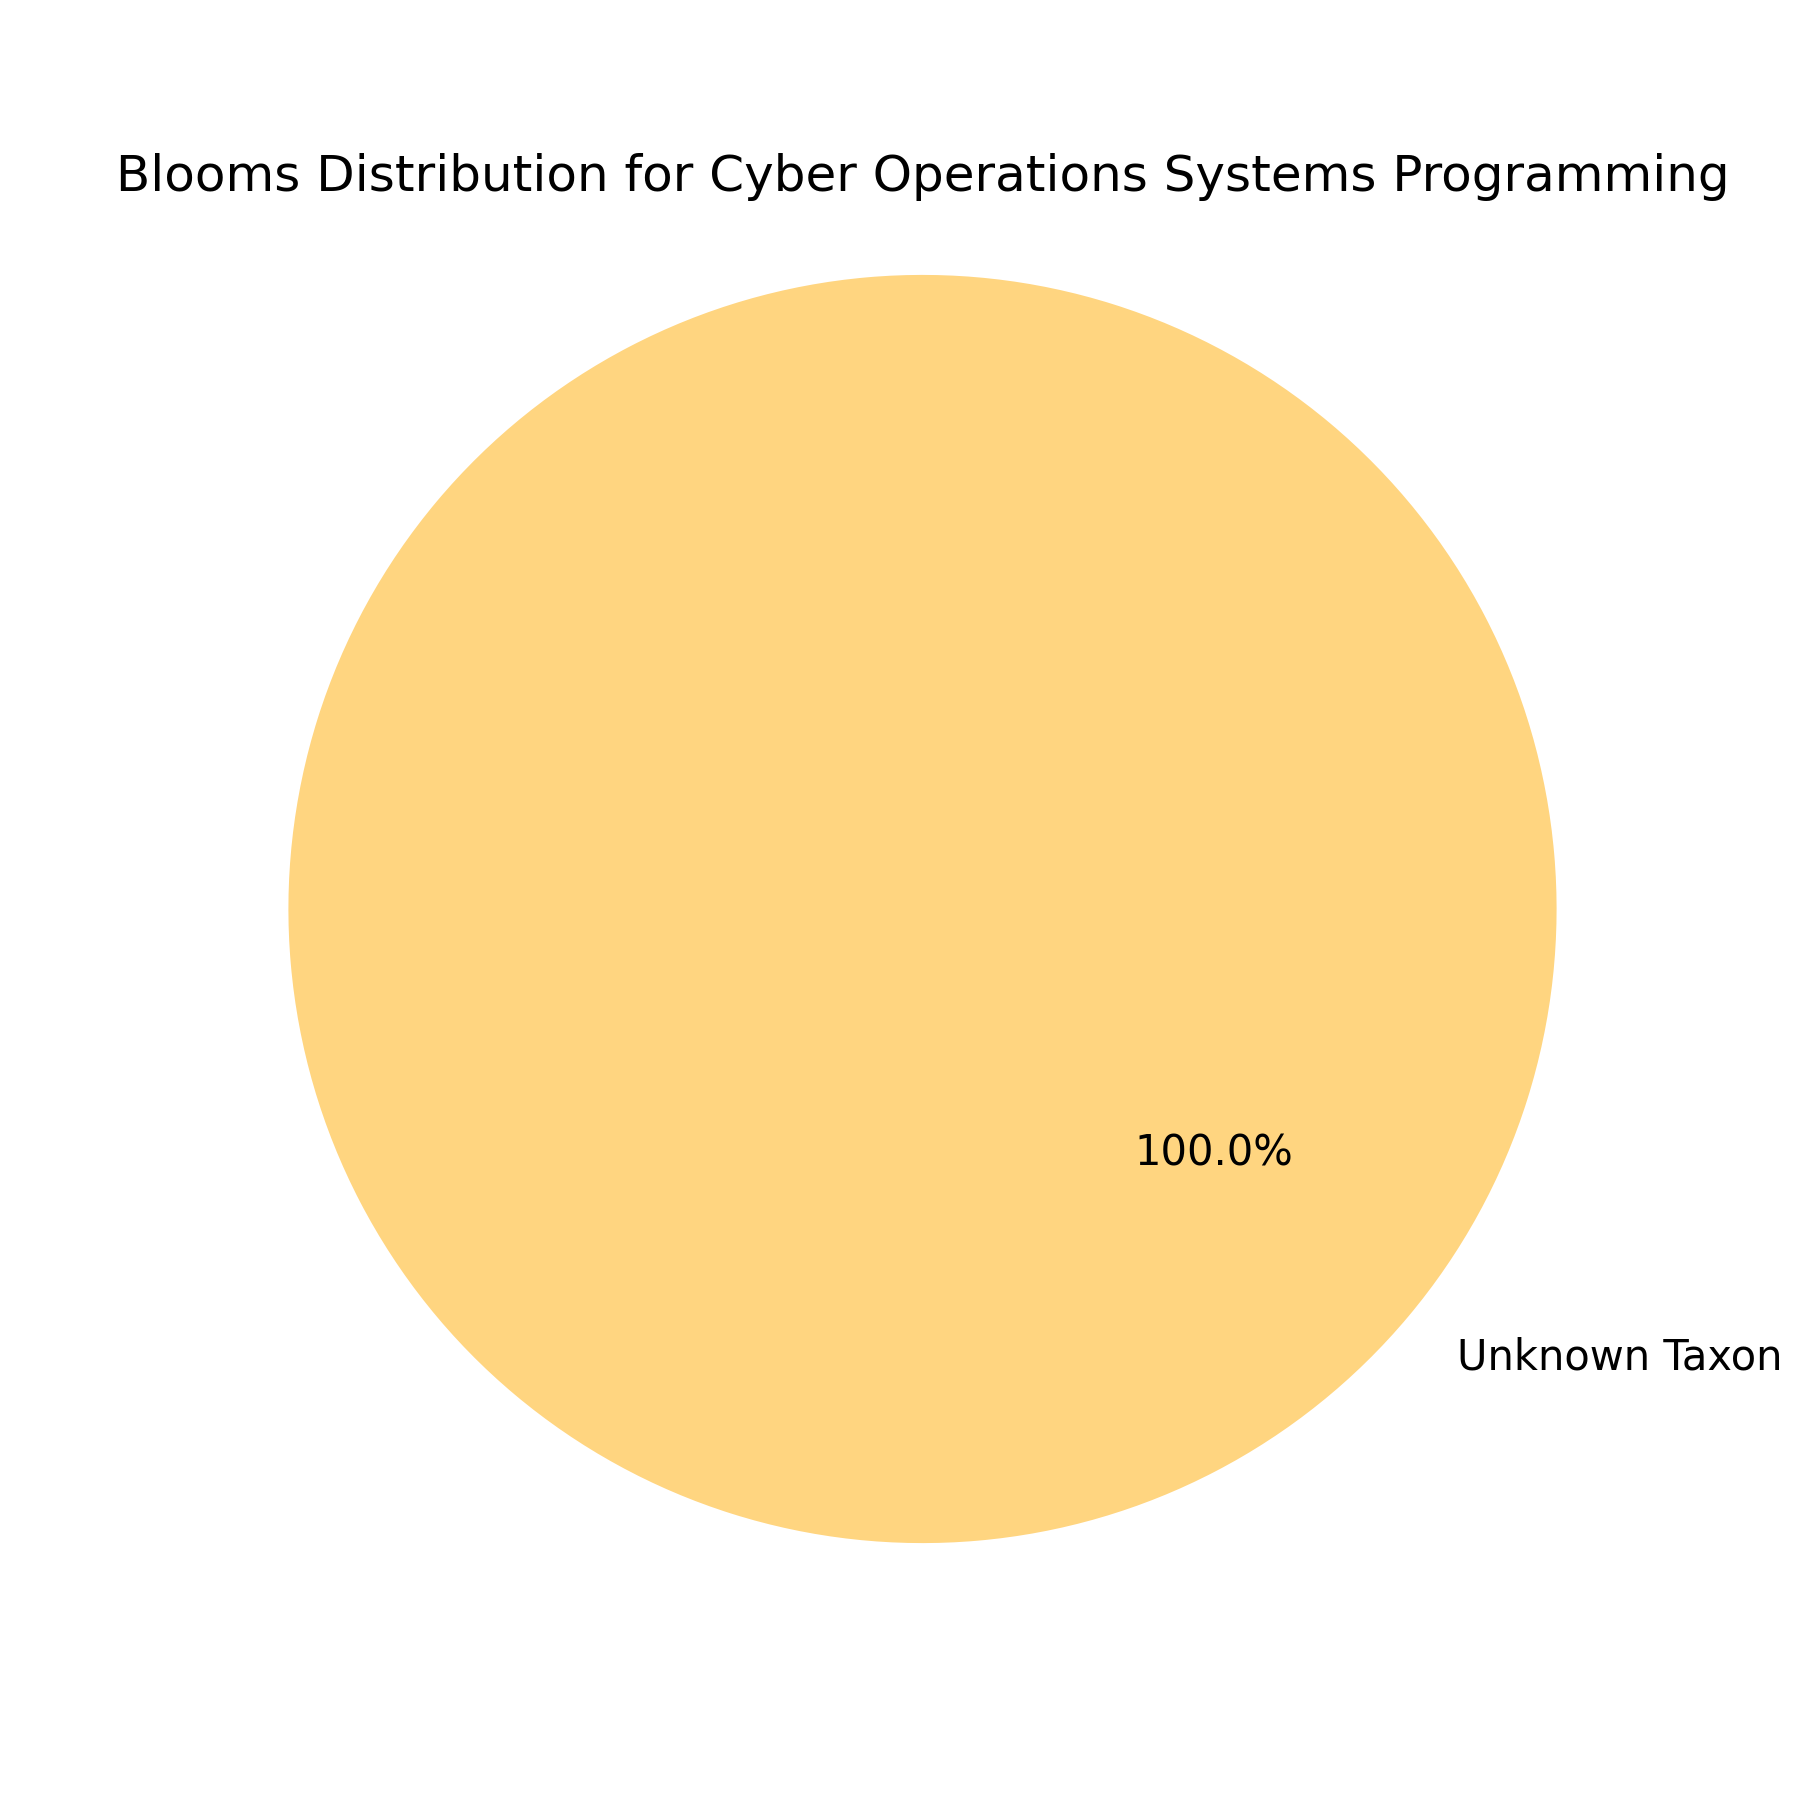 Blooms Distribution for Cyber Operations Systems Programming
100.0%
Unknown Taxon